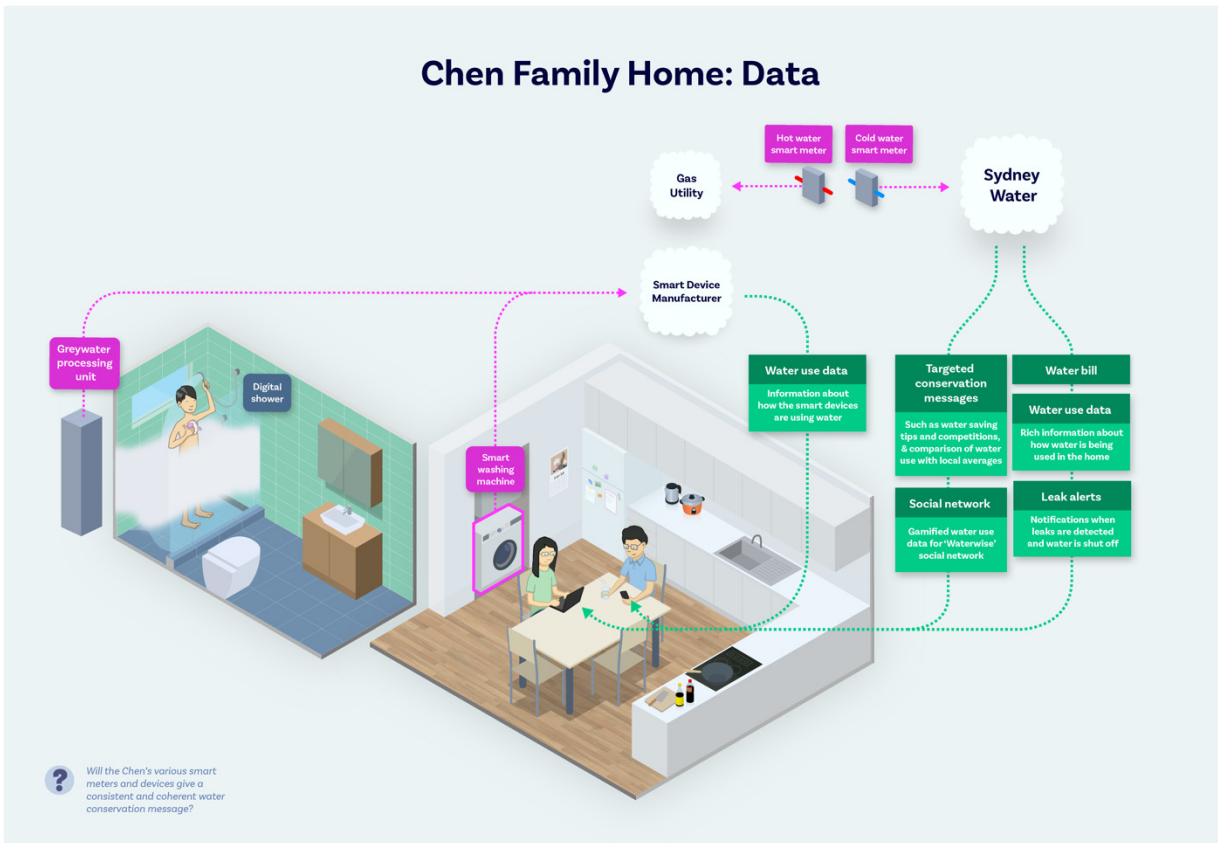 Chen Family Home: Data
Hot water
smart meter
Cold water
smart meter
Gas
Utility
Sydney
Water
Smart Device
Manufacturer
Greywater
processing
unit
Digital
shower
Smart
washing
machine
Water use data
Information about
how the smart devices
are using water
Targeted
conservation
messages
Such as water saving
tips and competitions,
& comparison of water
use with local averages
Social network
Gamified water use
data for ‘Waterwise’
social network
Water bill
Water use data
Rich information about
how water is being
used in the home
Leak alerts
Notifications when
leaks are detected
and water is shut off
?
Will the Chen's various smart
meters and devices give a
consistent and coherent water
conservation message?